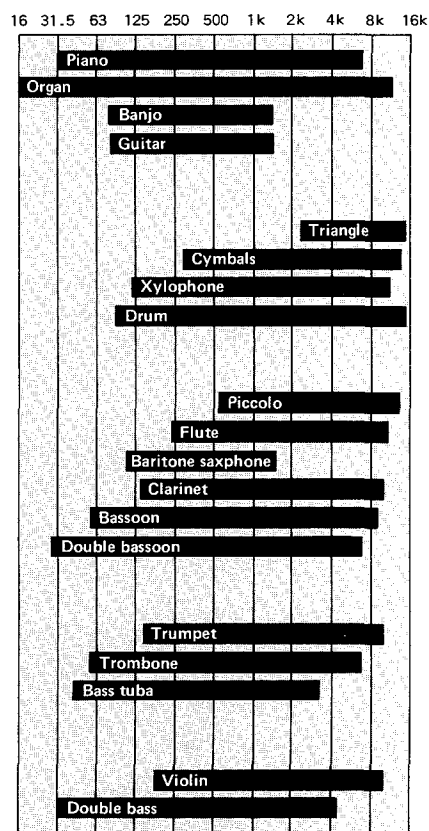 16 31.5 63 125 250 500 1k 2k 4k 8k 16k
Piano
Organ
Banjo
Guitar
Triangle
Cymbals
Xylophone
Drum
Piccolo
Flute
Baritone saxphone
Clarinet
Bassoon
Double bassoon
Trumpet
Trombone
Bass tuba
Violin
Double bass